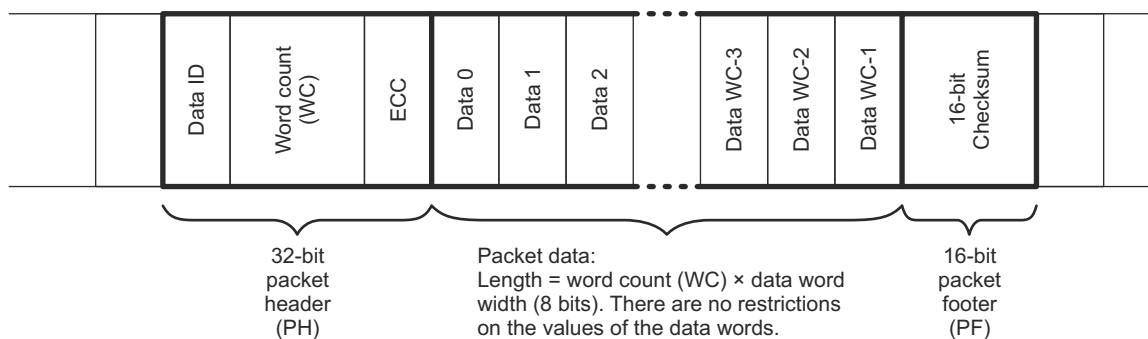 Data ID
Word count
(WC)
ECC
Data 0
Data 1
Data 2
Data WC-3
Data WC-2
Data WC-1
16-bit
Checksum
32-bit
packet
header
(PH)
Packet data:
Length = word count (WC) × data word
width (8 bits). There are no restrictions
on the values of the data words.
16-bit
packet
footer
(PF)